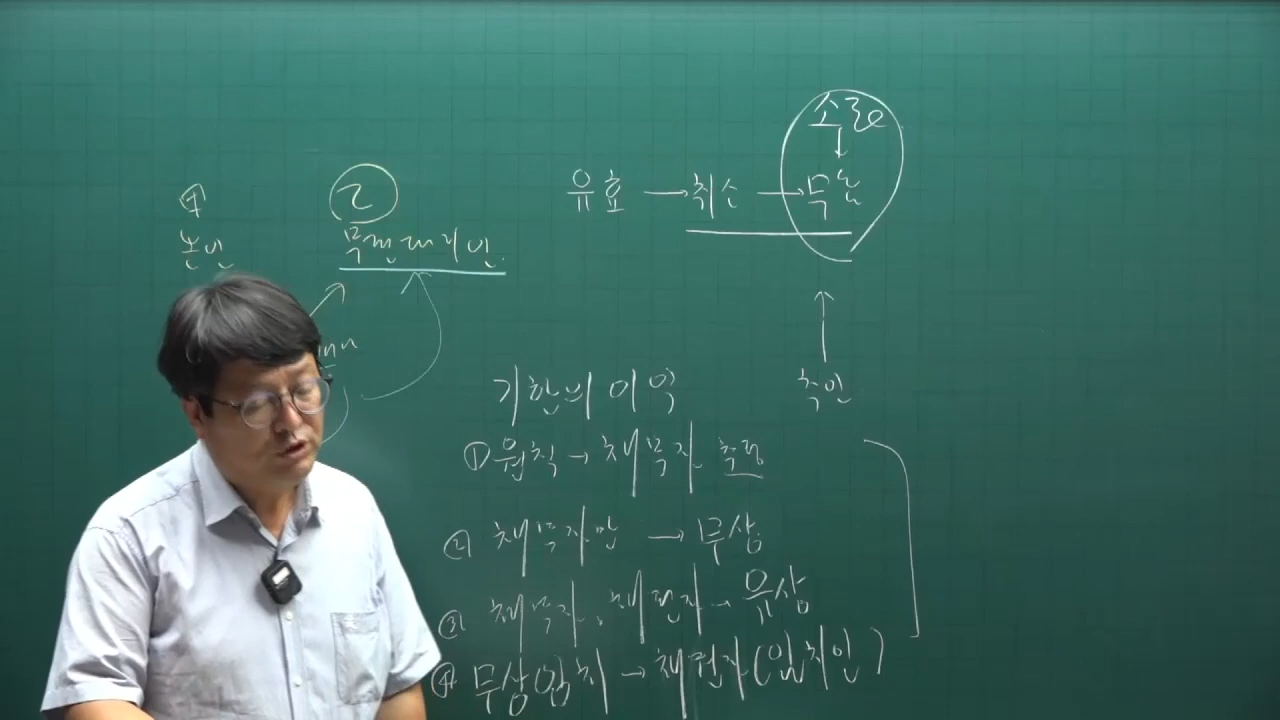 소급
↓
유효 → 취소 → 무효
① ②
본인 무권대리인
추인
기한의 이익
① 원칙 → 채무자 추정
② 채무자만 → 무상
③ 채무자, 채권자 → 유상
④ 무상임치 → 채권자(임치인)